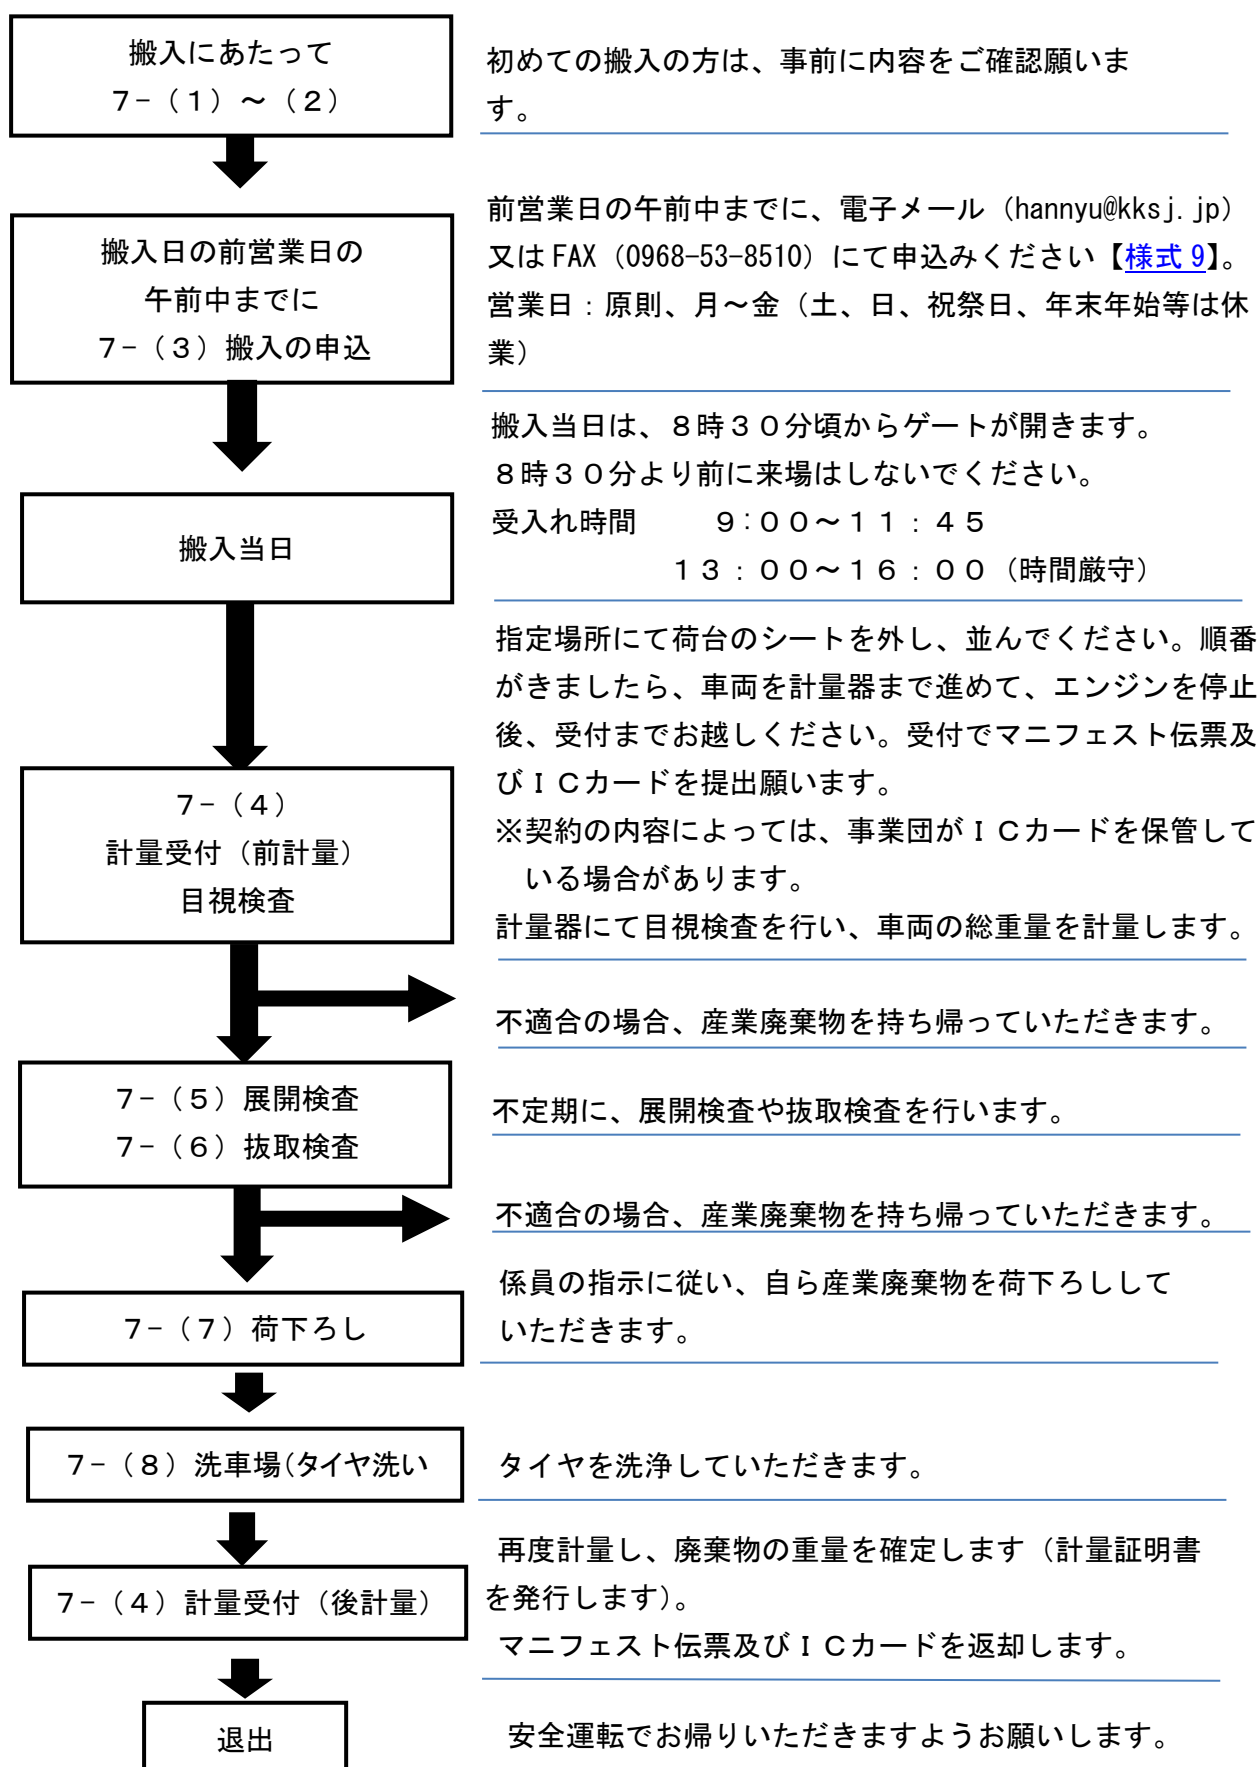 搬入にあたって
７-（１）～（２）
初めての搬入の方は、事前に内容をご確認願いま
す。
搬入日の前営業日の
午前中までに
７-（３）搬入の申込
前営業日の午前中までに、電子メール（hannyu@kksj.jp）
又は FAX（0968-53-8510）にて申込みください【様式 9】。
営業日：原則、月～金（土、日、祝祭日、年末年始等は休
業）
搬入当日
搬入当日は、８時３０分頃からゲートが開きます。
８時３０分より前に来場はしないでください。
受入れ時間　　９:００～１１：４５
１３：００～１６：００（時間厳守）
７-（４）
計量受付（前計量）
目視検査
指定場所にて荷台のシートを外し、並んでください。順番
がきましたら、車両を計量器まで進めて、エンジンを停止
後、受付までお越しください。受付でマニフェスト伝票及
びＩＣカードを提出願います。
※契約の内容によっては、事業団がＩＣカードを保管して
いる場合があります。
計量器にて目視検査を行い、車両の総重量を計量します。
不適合の場合、産業廃棄物を持ち帰っていただきます。
７-（５）展開検査
７-（６）抜取検査
不定期に、展開検査や抜取検査を行います。
不適合の場合、産業廃棄物を持ち帰っていただきます。
７-（７）荷下ろし
係員の指示に従い、自ら産業廃棄物を荷下ろしして
いただきます。
７-（８）洗車場(タイヤ洗い
タイヤを洗浄していただきます。
７-（４）計量受付（後計量）
再度計量し、廃棄物の重量を確定します（計量証明書
を発行します）。
マニフェスト伝票及びＩＣカードを返却します。
退出
安全運転でお帰りいただきますようお願いします。